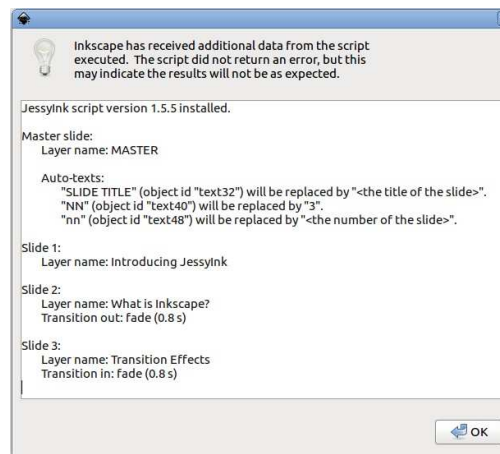 Inkscape has received additional data from the script
executed. The script did not return an error, but this
may indicate the results will not be as expected.
JessyInk script version 1.5.5 installed.
Master slide:
Layer name: MASTER
Auto-texts:
"SLIDE TITLE" (object id "text32") will be replaced by "<the title of the slide>".
"NN" (object id "text40") will be replaced by "3".
"nn" (object id "text48") will be replaced by "<the number of the slide>".
Slide 1:
Layer name: Introducing JessyInk
Slide 2:
Layer name: What is Inkscape?
Transition out: fade (0.8 s)
Slide 3:
Layer name: Transition Effects
Transition in: fade (0.8 s)
OK